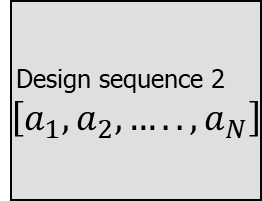 Design sequence 2
[a₁, a₂, ....., a_N]